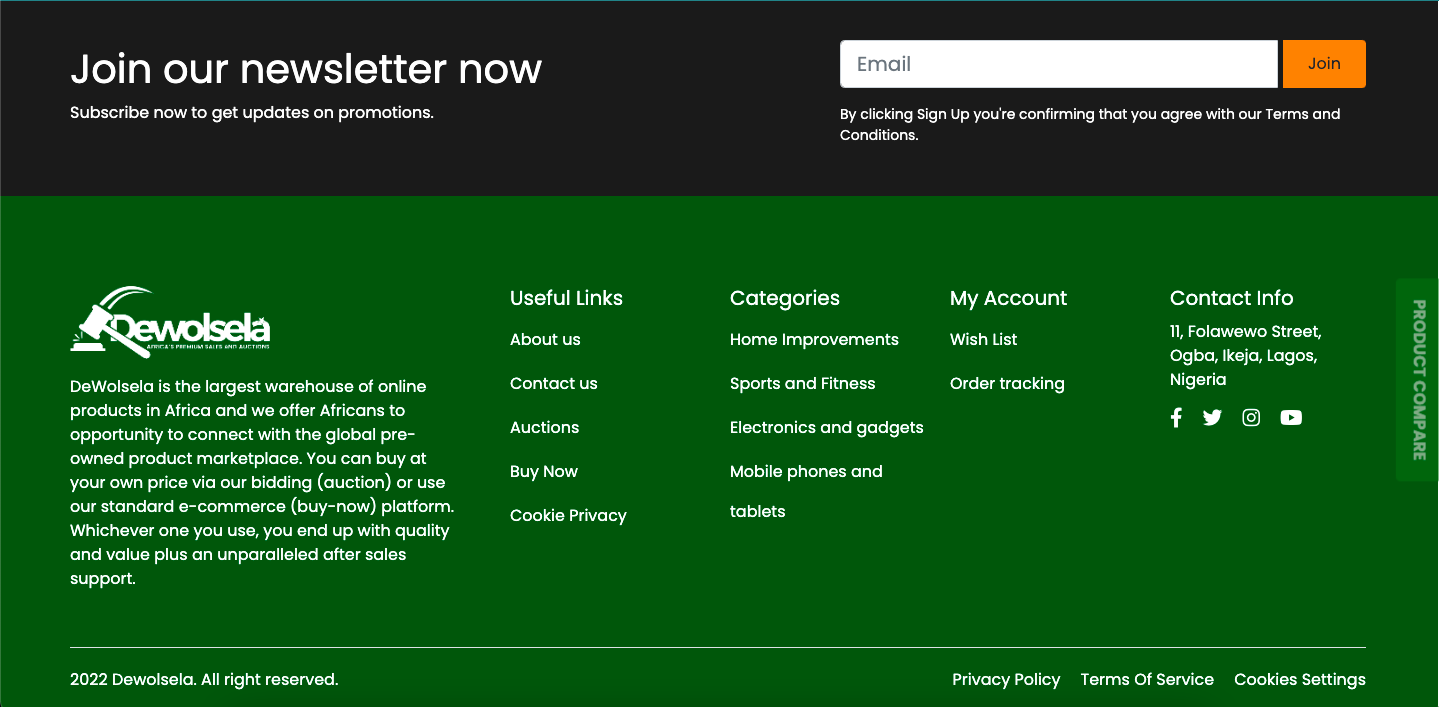 Join our newsletter now
Subscribe now to get updates on promotions.
Email
Join
By clicking Sign Up you're confirming that you agree with our Terms and
Conditions.
Dewolsela
AFRICA'S PREMIUM SALES AND AUCTIONS
DeWolsela is the largest warehouse of online
products in Africa and we offer Africans to
opportunity to connect with the global pre-
owned product marketplace. You can buy at
your own price via our bidding (auction) or use
our standard e-commerce (buy-now) platform.
Whichever one you use, you end up with quality
and value plus an unparalleled after sales
support.
Useful Links
About us
Contact us
Auctions
Buy Now
Cookie Privacy
Categories
Home Improvements
Sports and Fitness
Electronics and gadgets
Mobile phones and
tablets
My Account
Wish List
Order tracking
Contact Info
11, Folawewo Street,
Ogba, Ikeja, Lagos,
Nigeria
PRODUCT COMPARE
2022 Dewolsela. All right reserved.
Privacy Policy
Terms Of Service
Cookies Settings